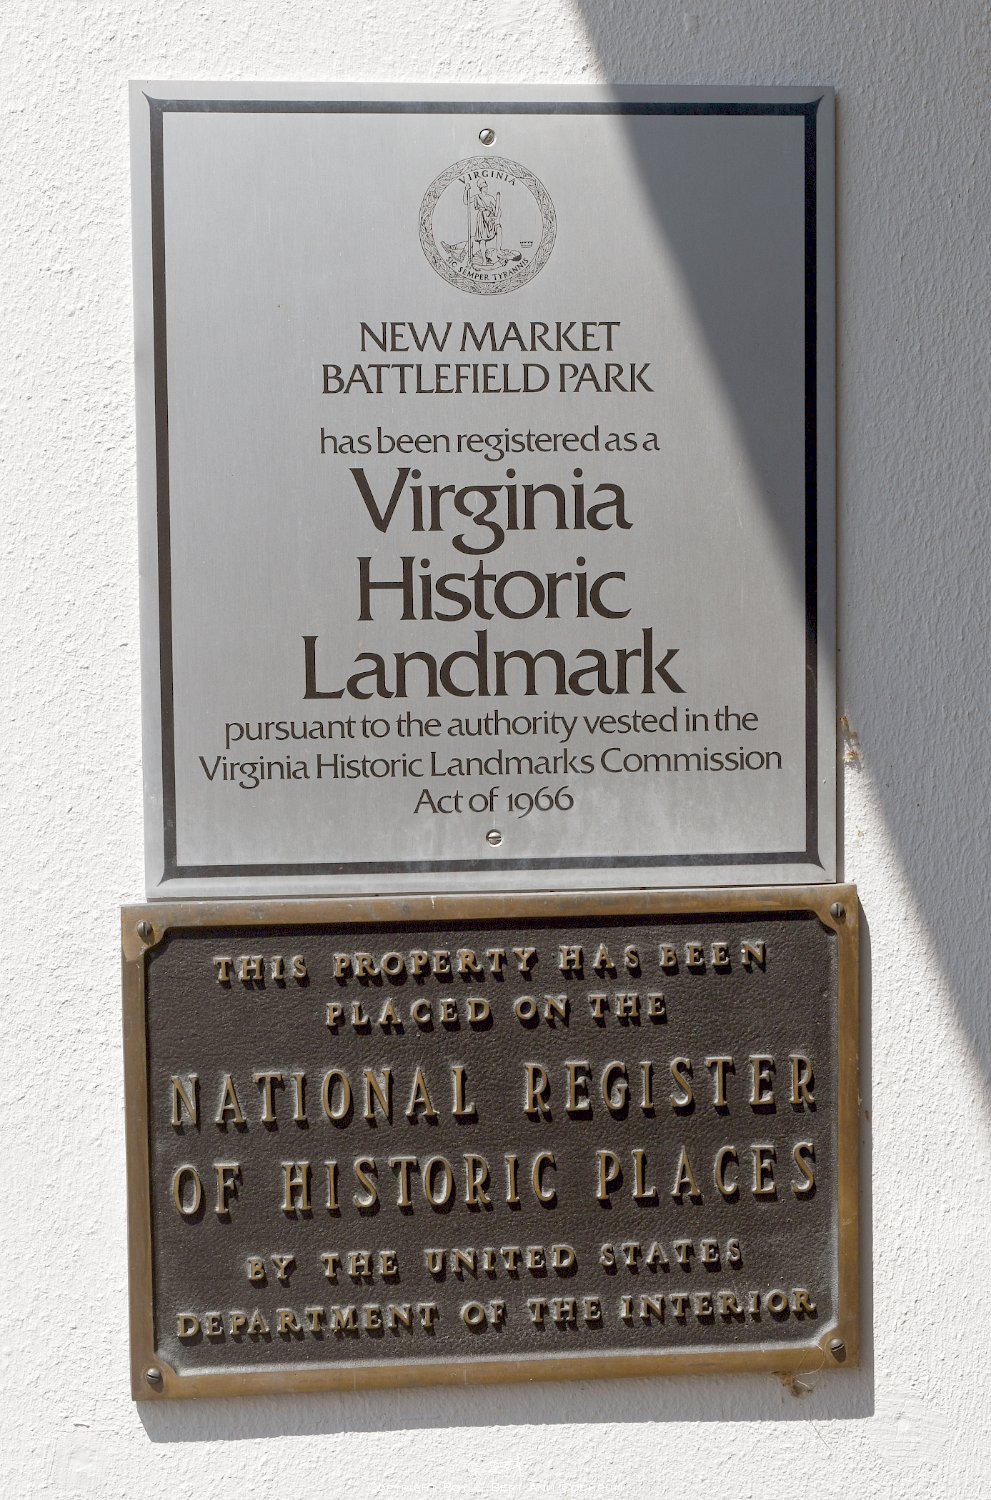 VIRGINIA
SIC SEMPER TYRANNIS
NEW MARKET
BATTLEFIELD PARK
has been registered as a
Virginia
Historic
Landmark
pursuant to the authority vested in the
Virginia Historic Landmarks Commission
Act of 1966
THIS PROPERTY HAS BEEN
PLACED ON THE
NATIONAL REGISTER
OF HISTORIC PLACES
BY THE UNITED STATES
DEPARTMENT OF THE INTERIOR